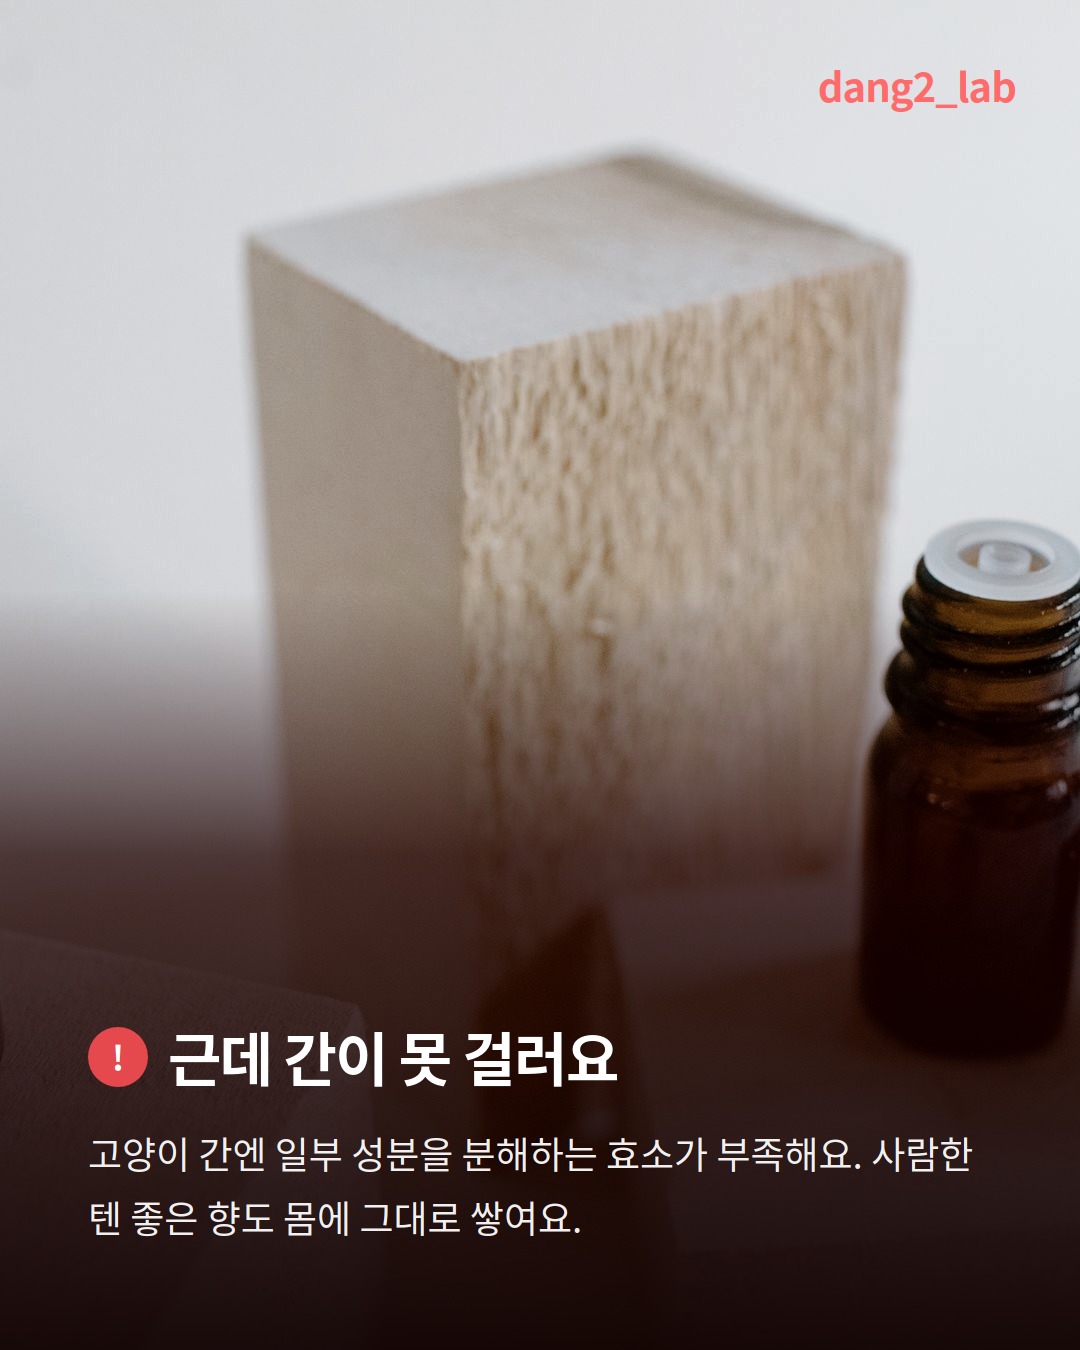 dang2_lab
! 근데 간이 못 걸러요
고양이 간엔 일부 성분을 분해하는 효소가 부족해요. 사람한
텐 좋은 향도 몸에 그대로 쌓여요.